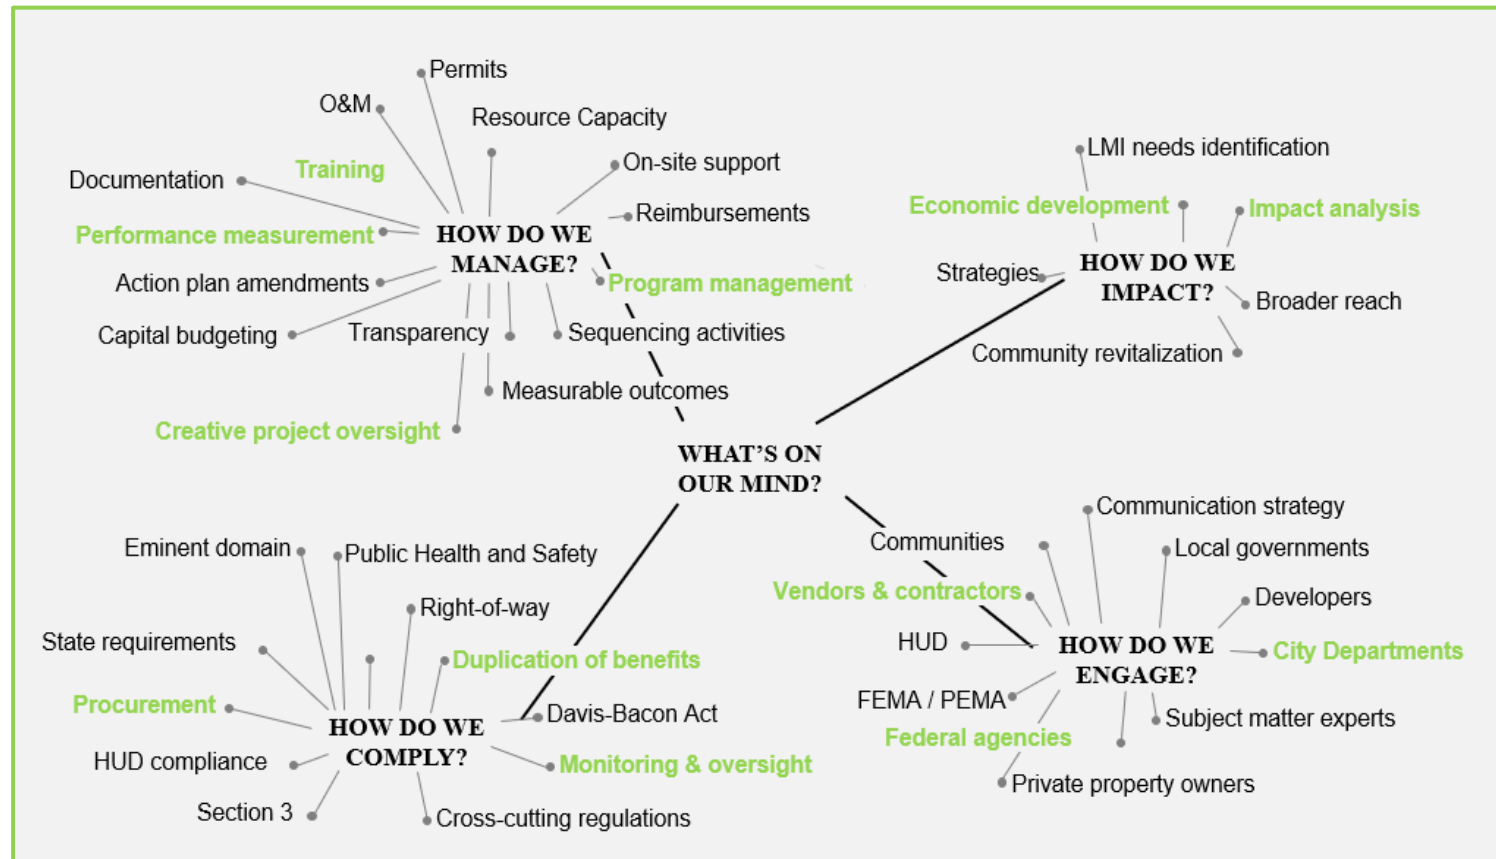 Permits
O&M
Resource Capacity
Training
On-site support
Documentation
Reimbursements
Performance measurement
HOW DO WE
MANAGE?
Action plan amendments
Program management
Capital budgeting
Transparency
Sequencing activities
Measurable outcomes
Creative project oversight
LMI needs identification
Economic development
Impact analysis
Strategies
HOW DO WE
IMPACT?
Broader reach
Community revitalization
WHAT'S ON
OUR MIND?
Eminent domain
Public Health and Safety
Right-of-way
State requirements
Duplication of benefits
Procurement
HOW DO WE
COMPLY?
Davis-Bacon Act
HUD compliance
Monitoring & oversight
Section 3
Cross-cutting regulations
Communication strategy
Communities
Local governments
Vendors & contractors
Developers
HUD
HOW DO WE
ENGAGE?
City Departments
FEMA / PEMA
Subject matter experts
Federal agencies
Private property owners